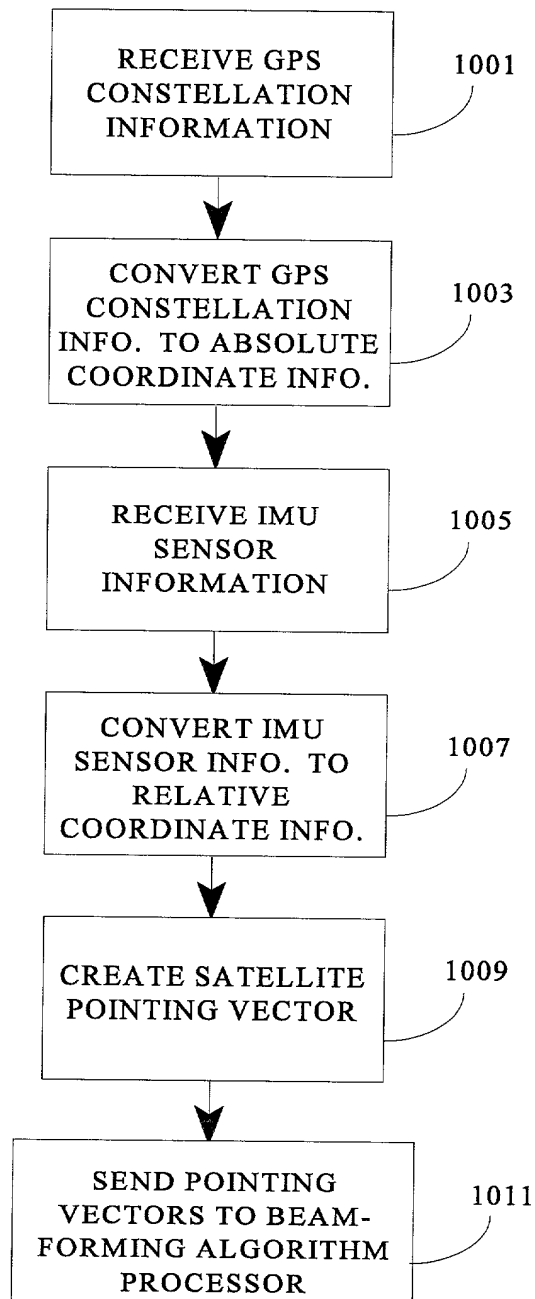 RECEIVE GPS
CONSTELLATION
INFORMATION
1001
CONVERT GPS
CONSTELLATION
INFO. TO ABSOLUTE
COORDINATE INFO.
1003
RECEIVE IMU
SENSOR
INFORMATION
1005
CONVERT IMU
SENSOR INFO. TO
RELATIVE
COORDINATE INFO.
1007
CREATE SATELLITE
POINTING VECTOR
1009
SEND POINTING
VECTORS TO BEAM-
FORMING ALGORITHM
PROCESSOR
1011